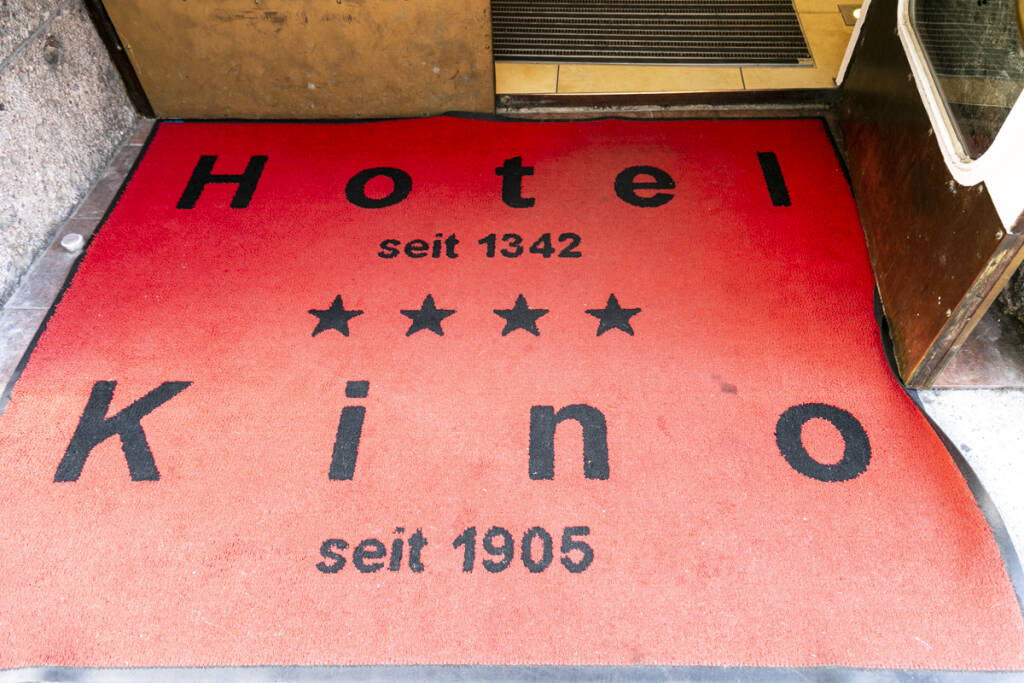 Hotel
seit 1342
★★★★
Kino
seit 1905